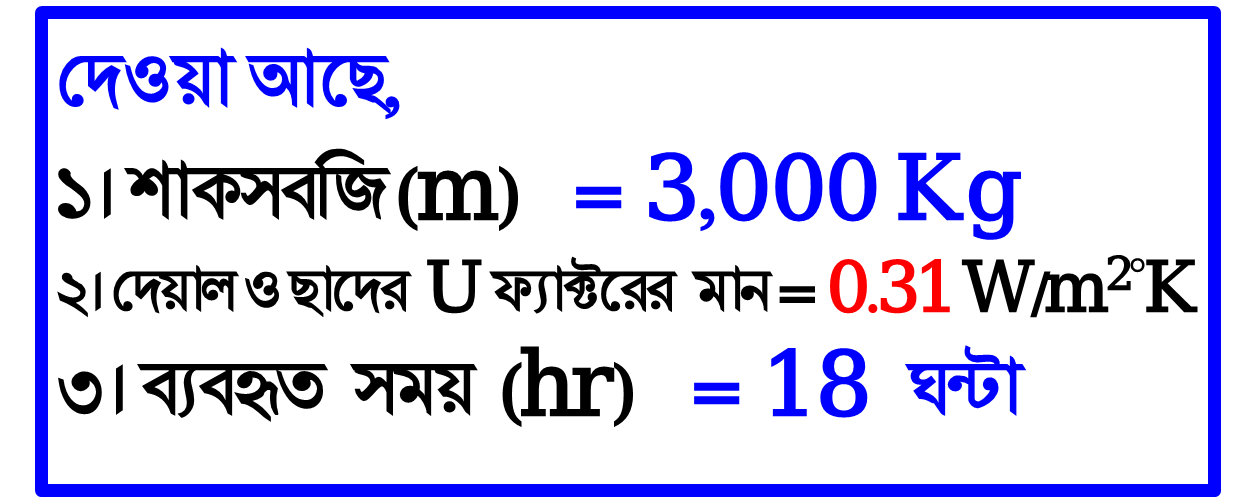 দেওয়া আছে,
১। শাকসবজি (m) = 3,000 Kg
২। দেয়াল ও ছাদের U ফ্যাক্টরের মান = 0.31 W/m²°K
৩। ব্যবহৃত সময় (hr) = 18 ঘন্টা